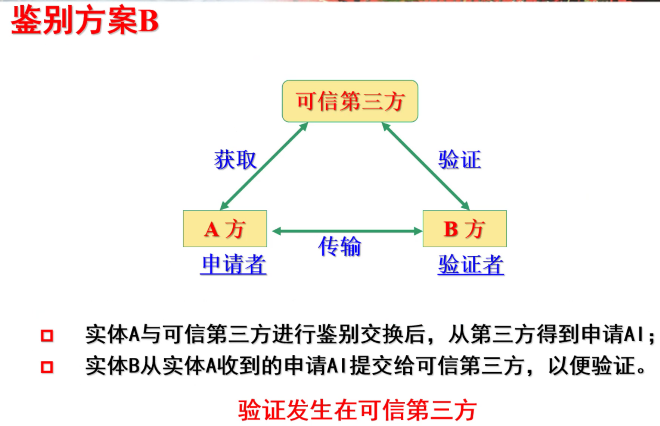 鉴别方案B
可信第三方
获取
验证
A 方
B 方
传输
申请者
验证者
实体A与可信第三方进行鉴别交换后，从第三方得到申请AI；
实体B从实体A收到的申请AI提交给可信第三方，以便验证。
验证发生在可信第三方